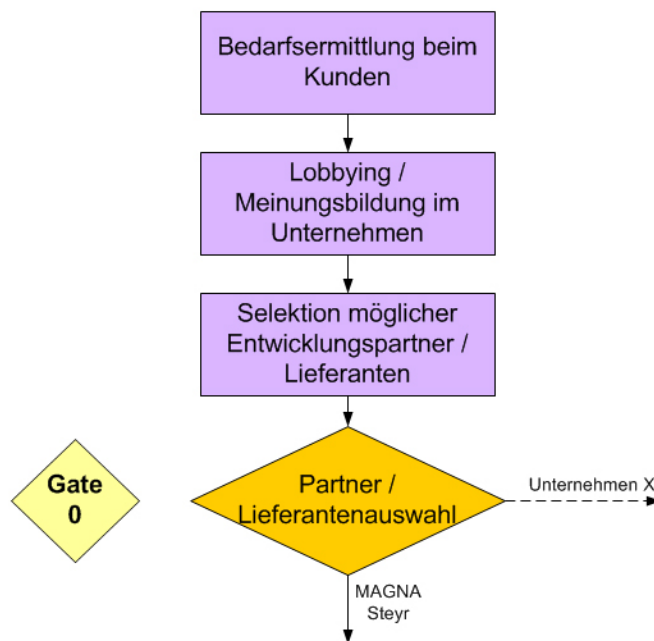 Bedarfsermittlung beim
Kunden
Lobbying /
Meinungsbildung im
Unternehmen
Selektion möglicher
Entwicklungspartner /
Lieferanten
Gate
0
Partner /
Lieferantenauswahl
Unternehmen X
MAGNA
Steyr